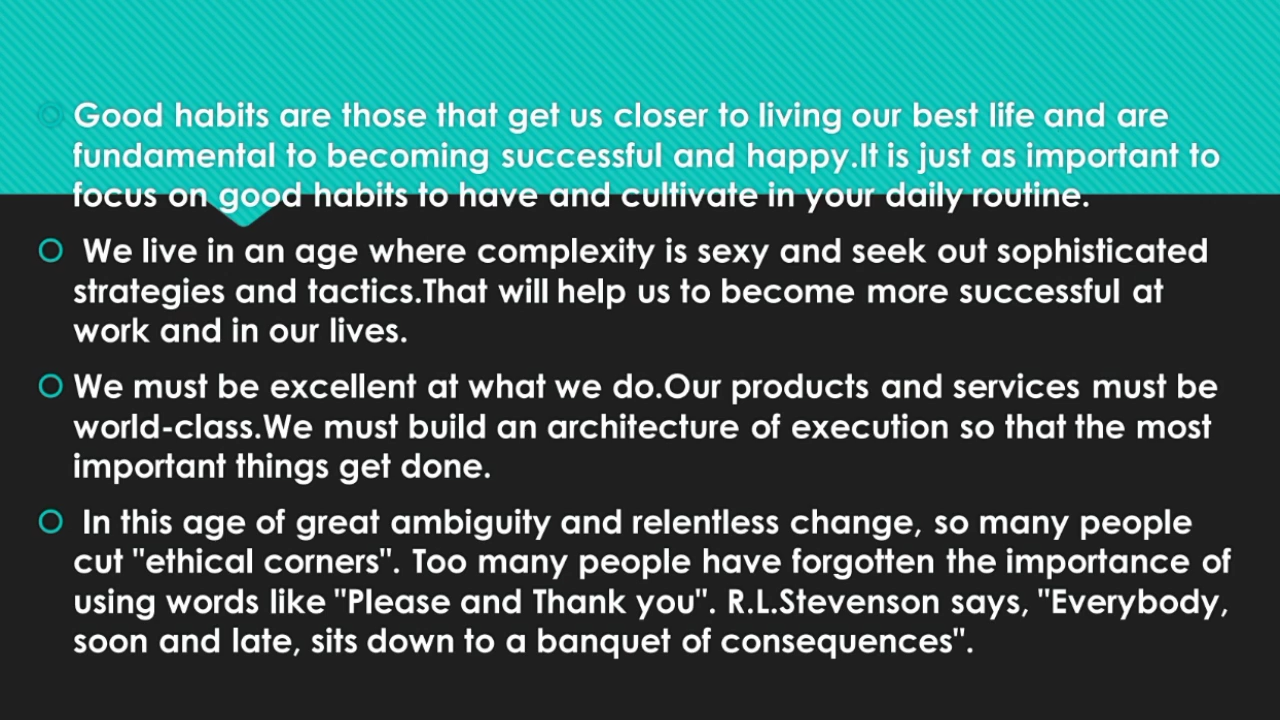 Good habits are those that get us closer to living our best life and are
fundamental to becoming successful and happy.It is just as important to
focus on good habits to have and cultivate in your daily routine.
We live in an age where complexity is sexy and seek out sophisticated
strategies and tactics.That will help us to become more successful at
work and in our lives.
We must be excellent at what we do.Our products and services must be
world-class.We must build an architecture of execution so that the most
important things get done.
In this age of great ambiguity and relentless change, so many people
cut "ethical corners". Too many people have forgotten the importance of
using words like "Please and Thank you". R.L.Stevenson says, "Everybody,
soon and late, sits down to a banquet of consequences".